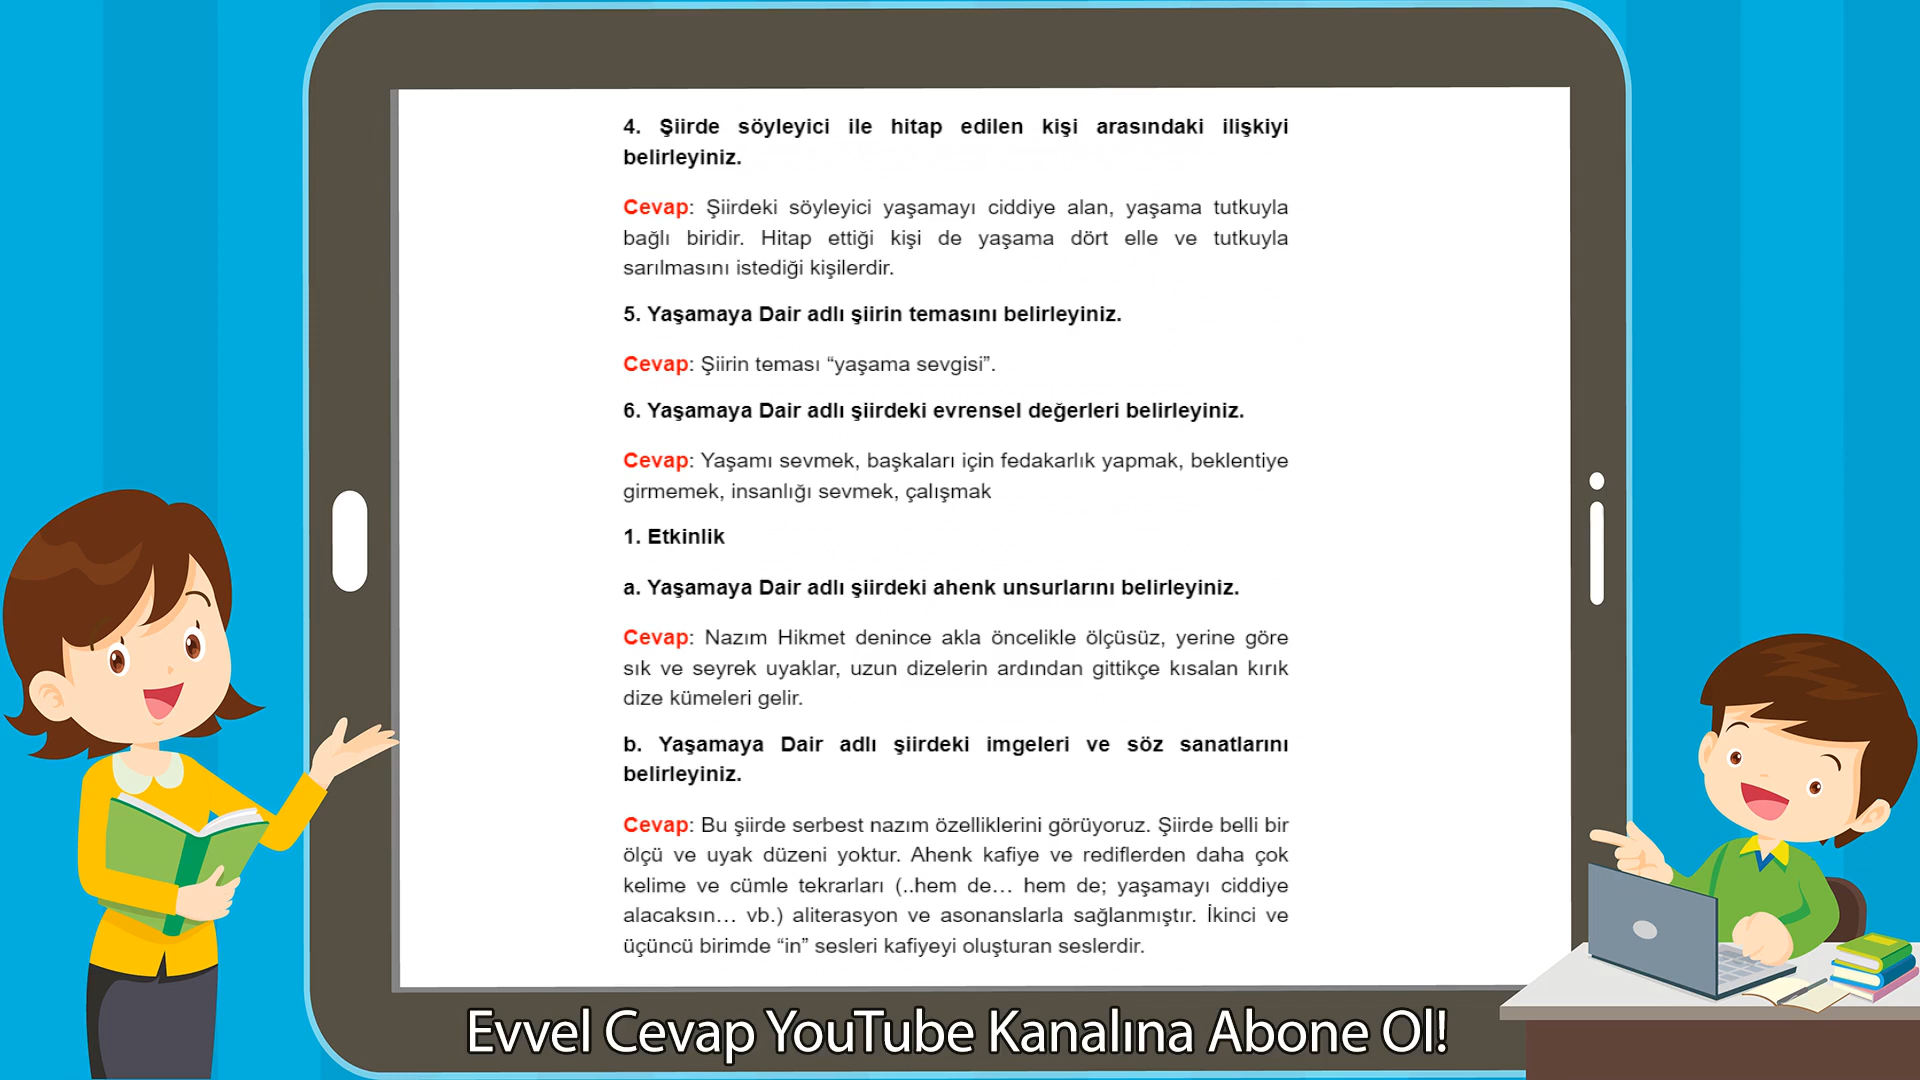 4. Şiirde söyleyici ile hitap edilen kişi arasındaki ilişkiyi
belirleyiniz.
Cevap: Şiirdeki söyleyici yaşamayı ciddiye alan, yaşama tutkuyla
bağlı biridir. Hitap ettiği kişi de yaşama dört elle ve tutkuyla
sarılmasını istediği kişilerdir.
5. Yaşamaya Dair adlı şiirin temasını belirleyiniz.
Cevap: Şiirin teması “yaşama sevgisi”.
6. Yaşamaya Dair adlı şiirdeki evrensel değerleri belirleyiniz.
Cevap: Yaşamı sevmek, başkaları için fedakarlık yapmak, beklentiye
girmemek, insanlığı sevmek, çalışmak
1. Etkinlik
a. Yaşamaya Dair adlı şiirdeki ahenk unsurlarını belirleyiniz.
Cevap: Nazım Hikmet denince akla öncelikle ölçüsüz, yerine göre
sık ve seyrek uyaklar, uzun dizelerin ardından gittikçe kısalan kırık
dize kümeleri gelir.
b. Yaşamaya Dair adlı şiirdeki imgeleri ve söz sanatlarını
belirleyiniz.
Cevap: Bu şiirde serbest nazım özelliklerini görüyoruz. Şiirde belli bir
ölçü ve uyak düzeni yoktur. Ahenk kafiye ve rediflerden daha çok
kelime ve cümle tekrarları (..hem de… hem de; yaşamayı ciddiye
alacaksın… vb.) aliterasyon ve asonanslarla sağlanmıştır. İkinci ve
üçüncü birimde “in” sesleri kafiyeyi oluşturan seslerdir.
Evvel Cevap YouTube Kanalına Abone Ol!